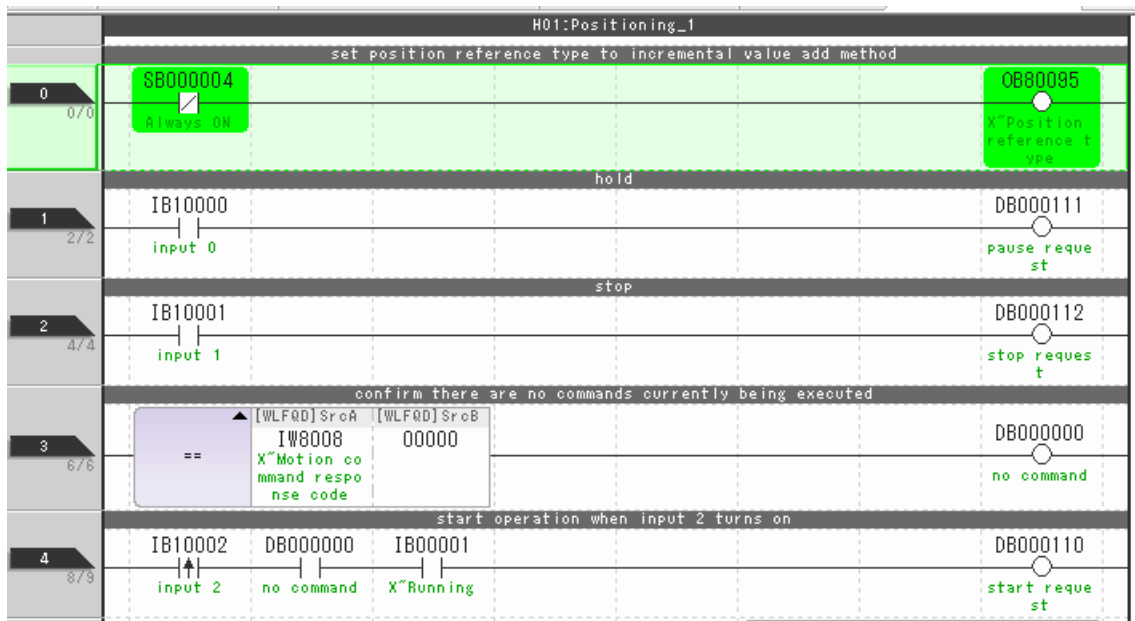 H01:Positioning_1
set position reference type to incremental value add method
0
0/0
SB000004
Always ON
OB80095
X~Position
reference t
ype
hold
1
2/2
IB10000
input 0
DB000111
pause reque
st
stop
2
4/4
IB10001
input 1
DB000112
stop reques
t
confirm there are no commands currently being executed
3
6/6
==
[WLFQD]SrcA
IW8008
X~Motion co
mmand respo
nse code
[WLFQD]SrcB
00000
DB000000
no command
start operation when input 2 turns on
4
8/9
IB10002
input 2
DB000000
no command
IB00001
X~Running
DB000110
start reque
st